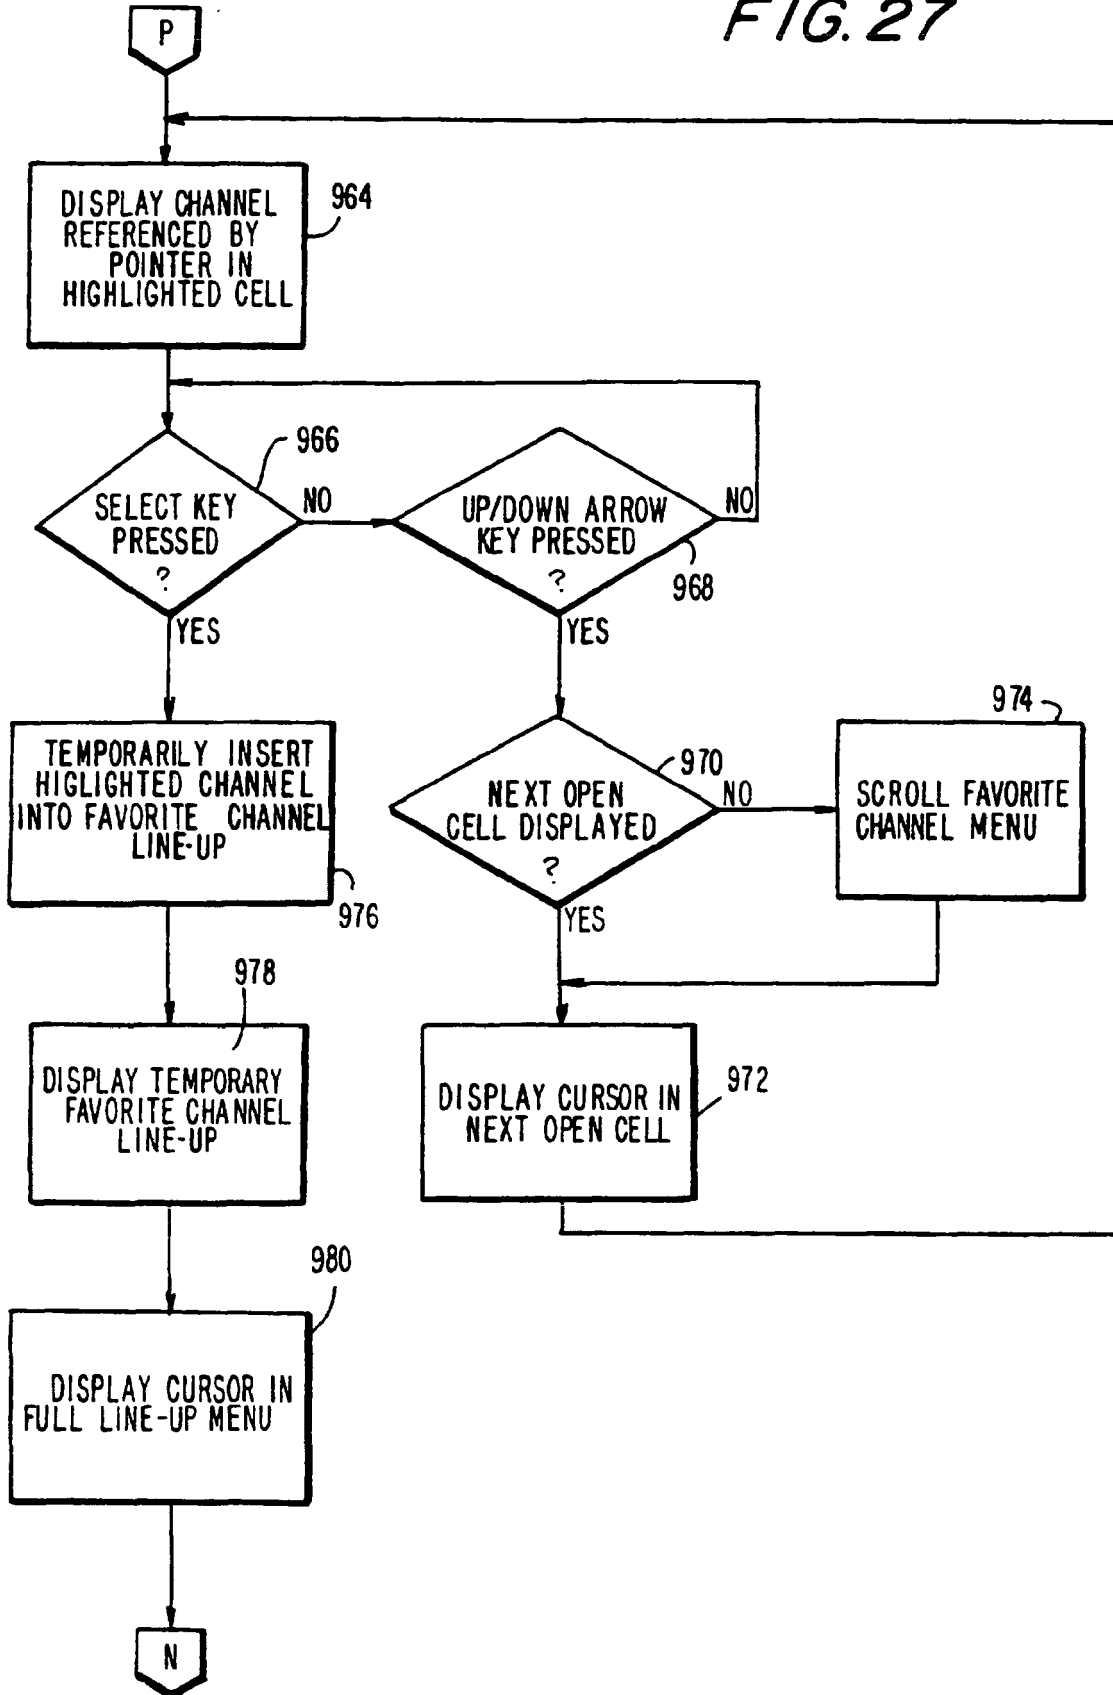 FIG. 27
P
DISPLAY CHANNEL
REFERENCED BY
POINTER IN
HIGHLIGHTED CELL
964
SELECT KEY
PRESSED
?
966
NO
YES
UP/DOWN ARROW
KEY PRESSED
?
968
NO
YES
TEMPORARILY INSERT
HIGLIGHTED CHANNEL
INTO FAVORITE CHANNEL
LINE-UP
976
NEXT OPEN
CELL DISPLAYED
?
970
NO
YES
974
SCROLL FAVORITE
CHANNEL MENU
978
DISPLAY TEMPORARY
FAVORITE CHANNEL
LINE-UP
DISPLAY CURSOR IN
NEXT OPEN CELL
972
980
DISPLAY CURSOR IN
FULL LINE-UP MENU
N